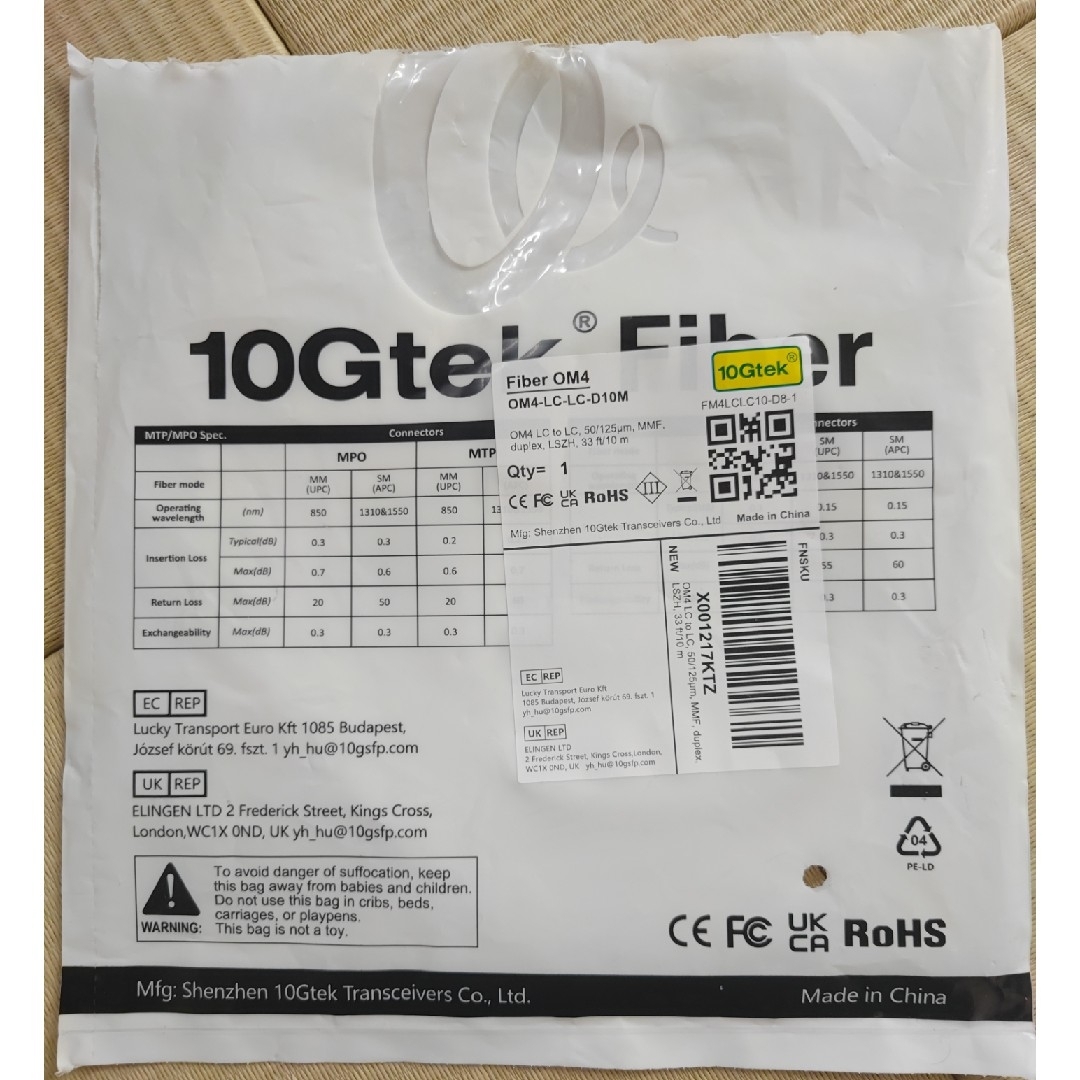 10Gtek® Fiber
Fiber OM4
OM4-LC-LC-D10M
10Gtek®
FM4LCLC10-D8-1
OM4 LC to LC, 50/125μm, MMF,
duplex, LSZH, 33 ft/10 m
Qty= 1
CE FC UKCA RoHS III
Mfg: Shenzhen 10Gtek Transceivers Co., Ltd Made in China
NEW
FNSKU
X001217KTZ
OM4 LC to LC, 50/125μm, MMF, duplex,
LSZH, 33 ft/10 m
EC REP
Lucky Transport Euro Kft
1085 Budapest, József körút 69. fszt. 1
yh_hu@10gsfp.com
UK REP
ELINGEN LTD
2 Frederick Street, Kings Cross,London,
WC1X 0ND, UK yh_hu@10gsfp.com
MTP/MPO Spec. Connectors
MPO MTP
Fiber mode MM (UPC) SM (APC) MM (UPC) SM (UPC) SM (APC)
Operating wavelength (nm) 850 1310&1550 850 13 1310&1550
Insertion Loss Typical(dB) 0.3 0.3 0.2
Max(dB) 0.7 0.6 0.6
Return Loss Max(dB) 20 50 20
Exchangeability Max(dB) 0.3 0.3 0.3
0.15 0.15
0.3 0.3
55 60
0.3 0.3
EC REP
Lucky Transport Euro Kft 1085 Budapest,
József körút 69. fszt. 1 yh_hu@10gsfp.com
UK REP
ELINGEN LTD 2 Frederick Street, Kings Cross,
London,WC1X 0ND, UK yh_hu@10gsfp.com
To avoid danger of suffocation, keep
this bag away from babies and children.
Do not use this bag in cribs, beds,
carriages, or playpens.
WARNING: This bag is not a toy.
04
PE-LD
CE FC UKCA RoHS
Mfg: Shenzhen 10Gtek Transceivers Co., Ltd. Made in China